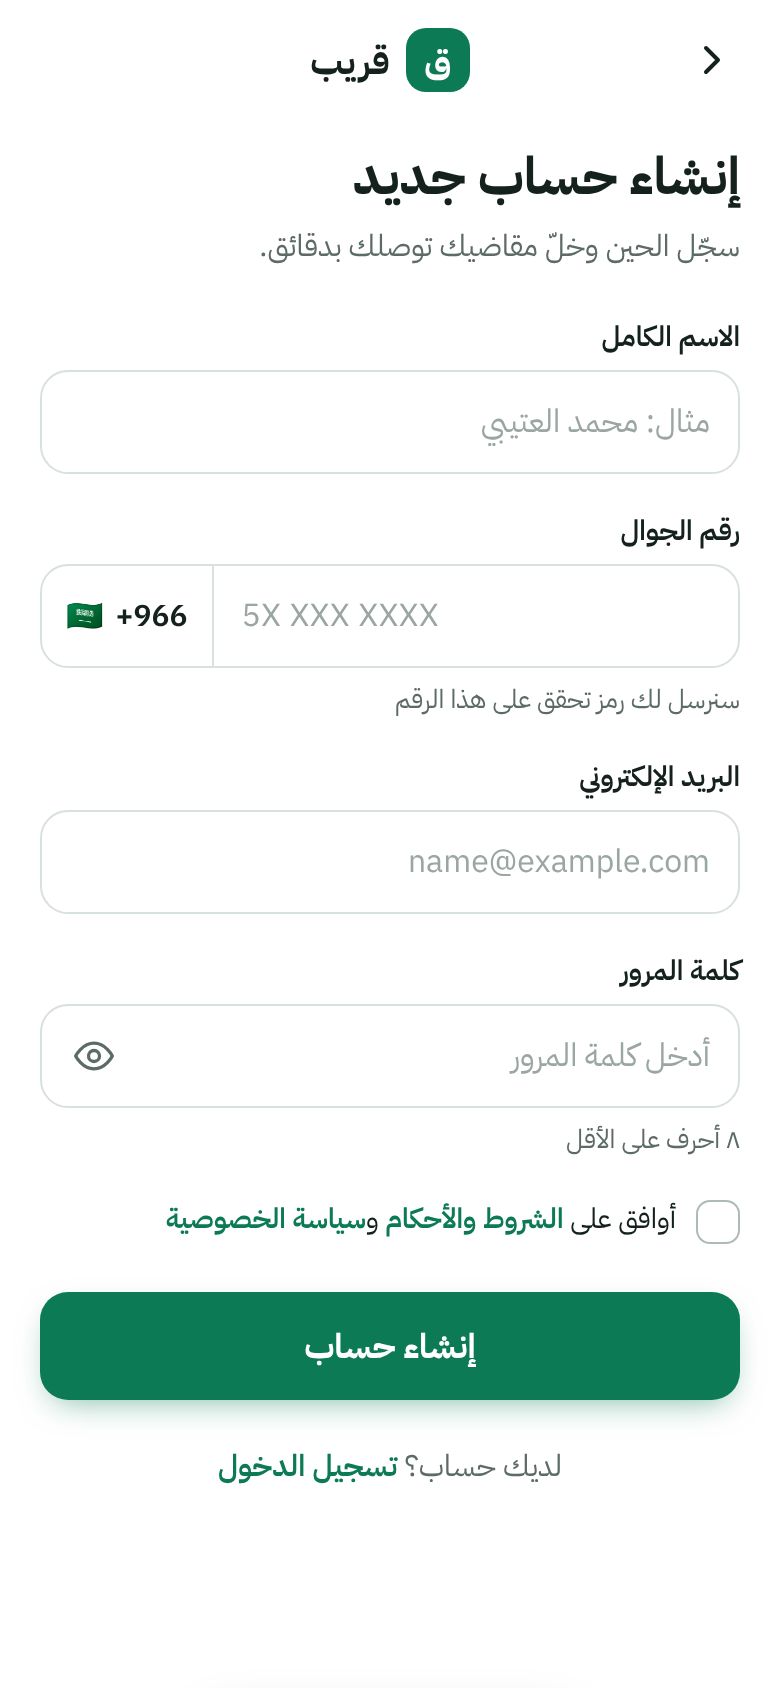 ق قريب
إنشاء حساب جديد
سجّل الحين وخلّ مقاضيك توصلك بدقائق.
الاسم الكامل
مثال: محمد العتيبي
رقم الجوال
+966 5X XXX XXXX
سنرسل لك رمز تحقق على هذا الرقم
البريد الإلكتروني
name@example.com
كلمة المرور
أدخل كلمة المرور
٨ أحرف على الأقل
أوافق على الشروط والأحكام وسياسة الخصوصية
إنشاء حساب
لديك حساب؟ تسجيل الدخول